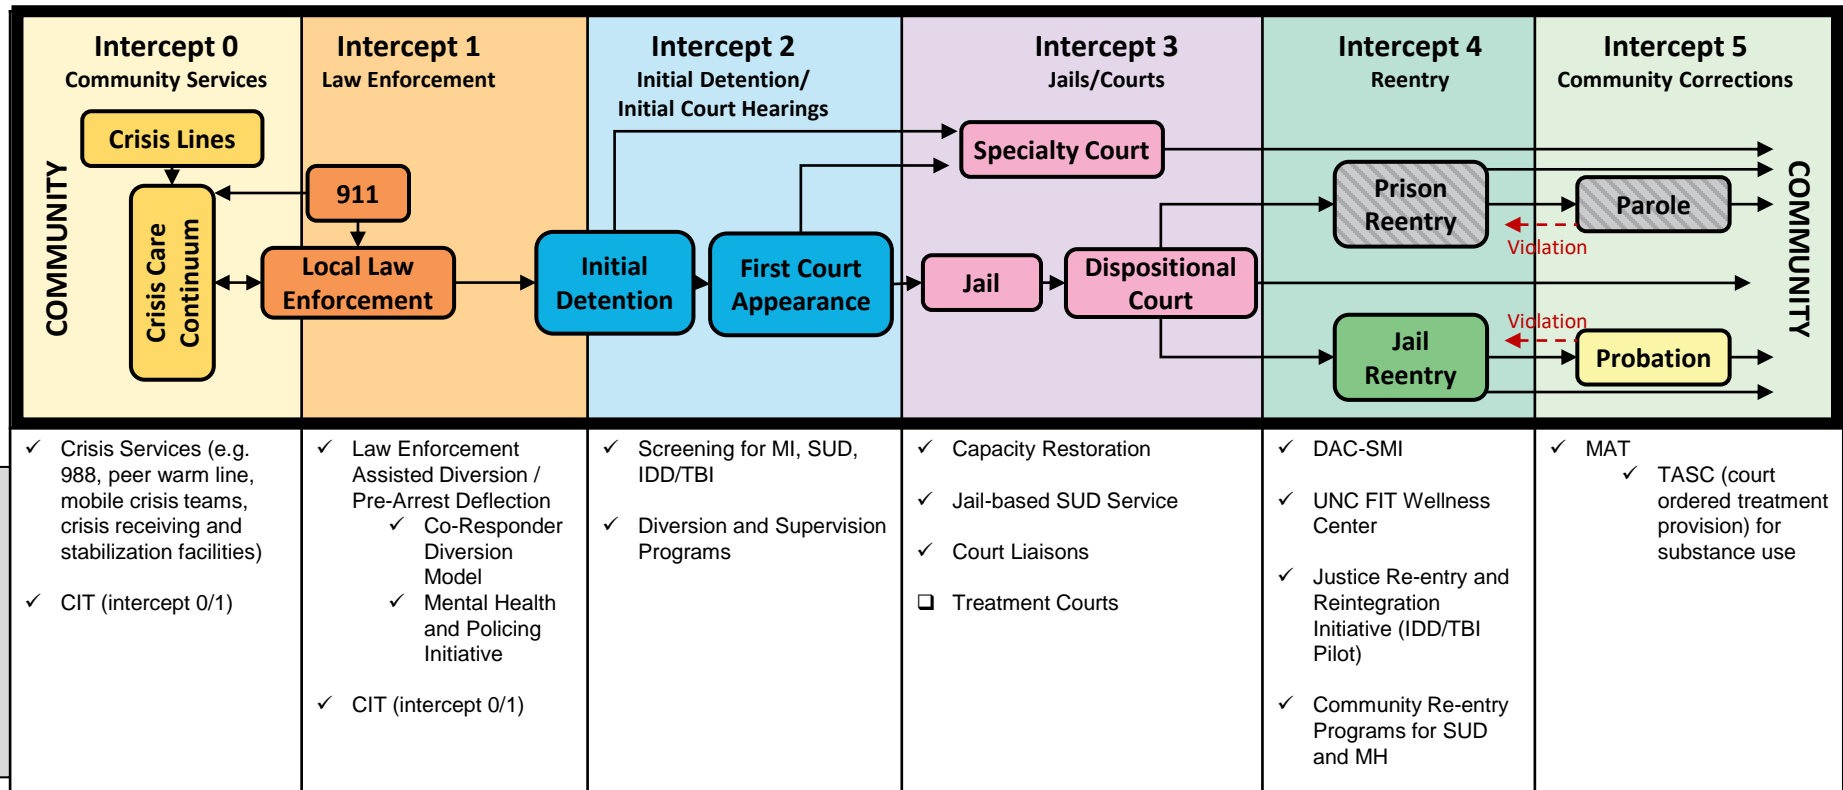 Intercept 0
Community Services
Intercept 1
Law Enforcement
Intercept 2
Initial Detention/
Initial Court Hearings
Intercept 3
Jails/Courts
Intercept 4
Reentry
Intercept 5
Community Corrections
COMMUNITY
Crisis Lines
Crisis Care
Continuum
911
Local Law
Enforcement
Initial
Detention
First Court
Appearance
Specialty Court
Jail
Dispositional
Court
Prison
Reentry
Violation
Parole
Jail
Reentry
Violation
Probation
COMMUNITY
✓ Crisis Services (e.g.
988, peer warm line,
mobile crisis teams,
crisis receiving and
stabilization facilities)
✓ CIT (intercept 0/1)
✓ Law Enforcement
Assisted Diversion /
Pre-Arrest Deflection
✓ Co-Responder
Diversion
Model
✓ Mental Health
and Policing
Initiative
✓ CIT (intercept 0/1)
✓ Screening for MI, SUD,
IDD/TBI
✓ Diversion and Supervision
Programs
✓ Capacity Restoration
✓ Jail-based SUD Service
✓ Court Liaisons
❑ Treatment Courts
✓ DAC-SMI
✓ UNC FIT Wellness
Center
✓ Justice Re-entry and
Reintegration
Initiative (IDD/TBI
Pilot)
✓ Community Re-entry
Programs for SUD
and MH
✓ MAT
✓ TASC (court
ordered treatment
provision) for
substance use